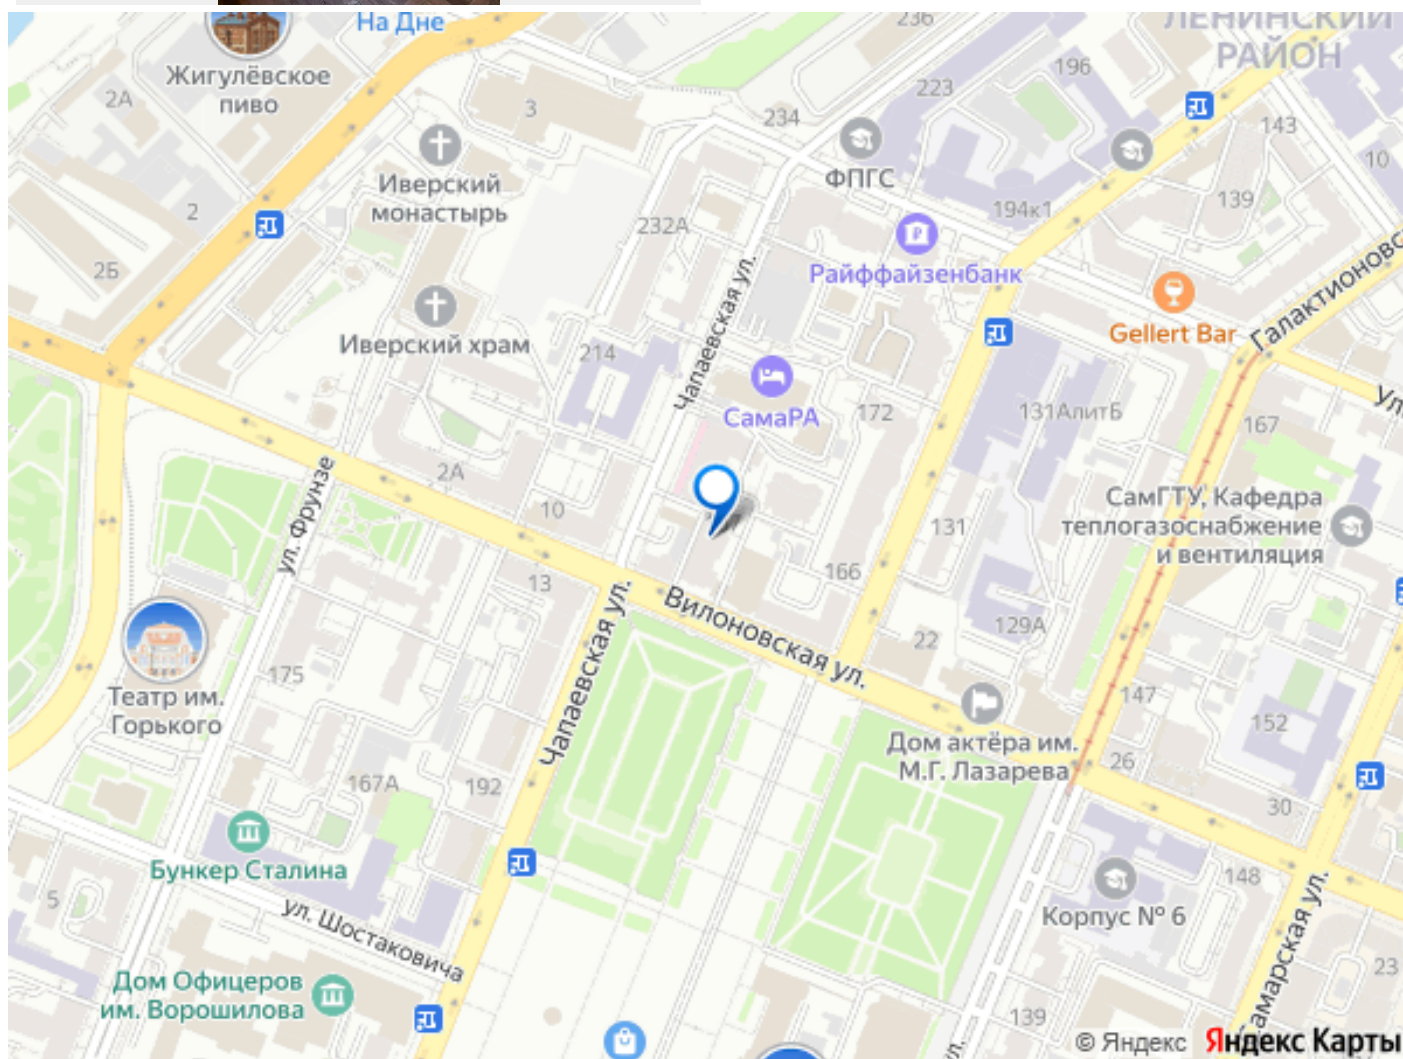 На Дне
Жигулёвское
пиво
2А
3
236
ЛЕНИНСКИЙ
РАЙОН
196
223
234
143
10
ФПГС
Иверский
монастырь
2
139
194к1
232А
2Б
Райффайзенбанк
Gellert Bar
Галактионовс
Иверский храм
214
Чапаевская ул.
СамаРА
172
131АлитБ
167
Ул.
2А
10
СамГТУ, Кафедра
теплогазоснабжение
и вентиляция
131
ул. Фрунзе
13
166
Вилоновская ул.
129А
22
175
Чапаевская ул.
Театр им.
Горького
147
152
Дом актёра им.
М.Г. Лазарева
26
167А
192
30
Бункер Сталина
148
5
ул. Шостаковича
Корпус № 6
Самарская ул.
23
Дом Офицеров
им. Ворошилова
139
ул.
© Яндекс Яндекс Карты